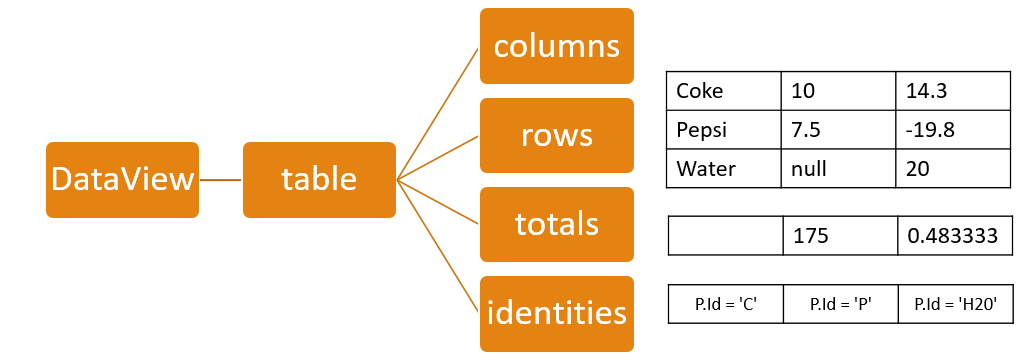 DataView
table
columns
rows
totals
identities
Coke 10 14.3
Pepsi 7.5 -19.8
Water null 20
175 0.483333
P.Id = 'C' P.Id = 'P' P.Id = 'H20'